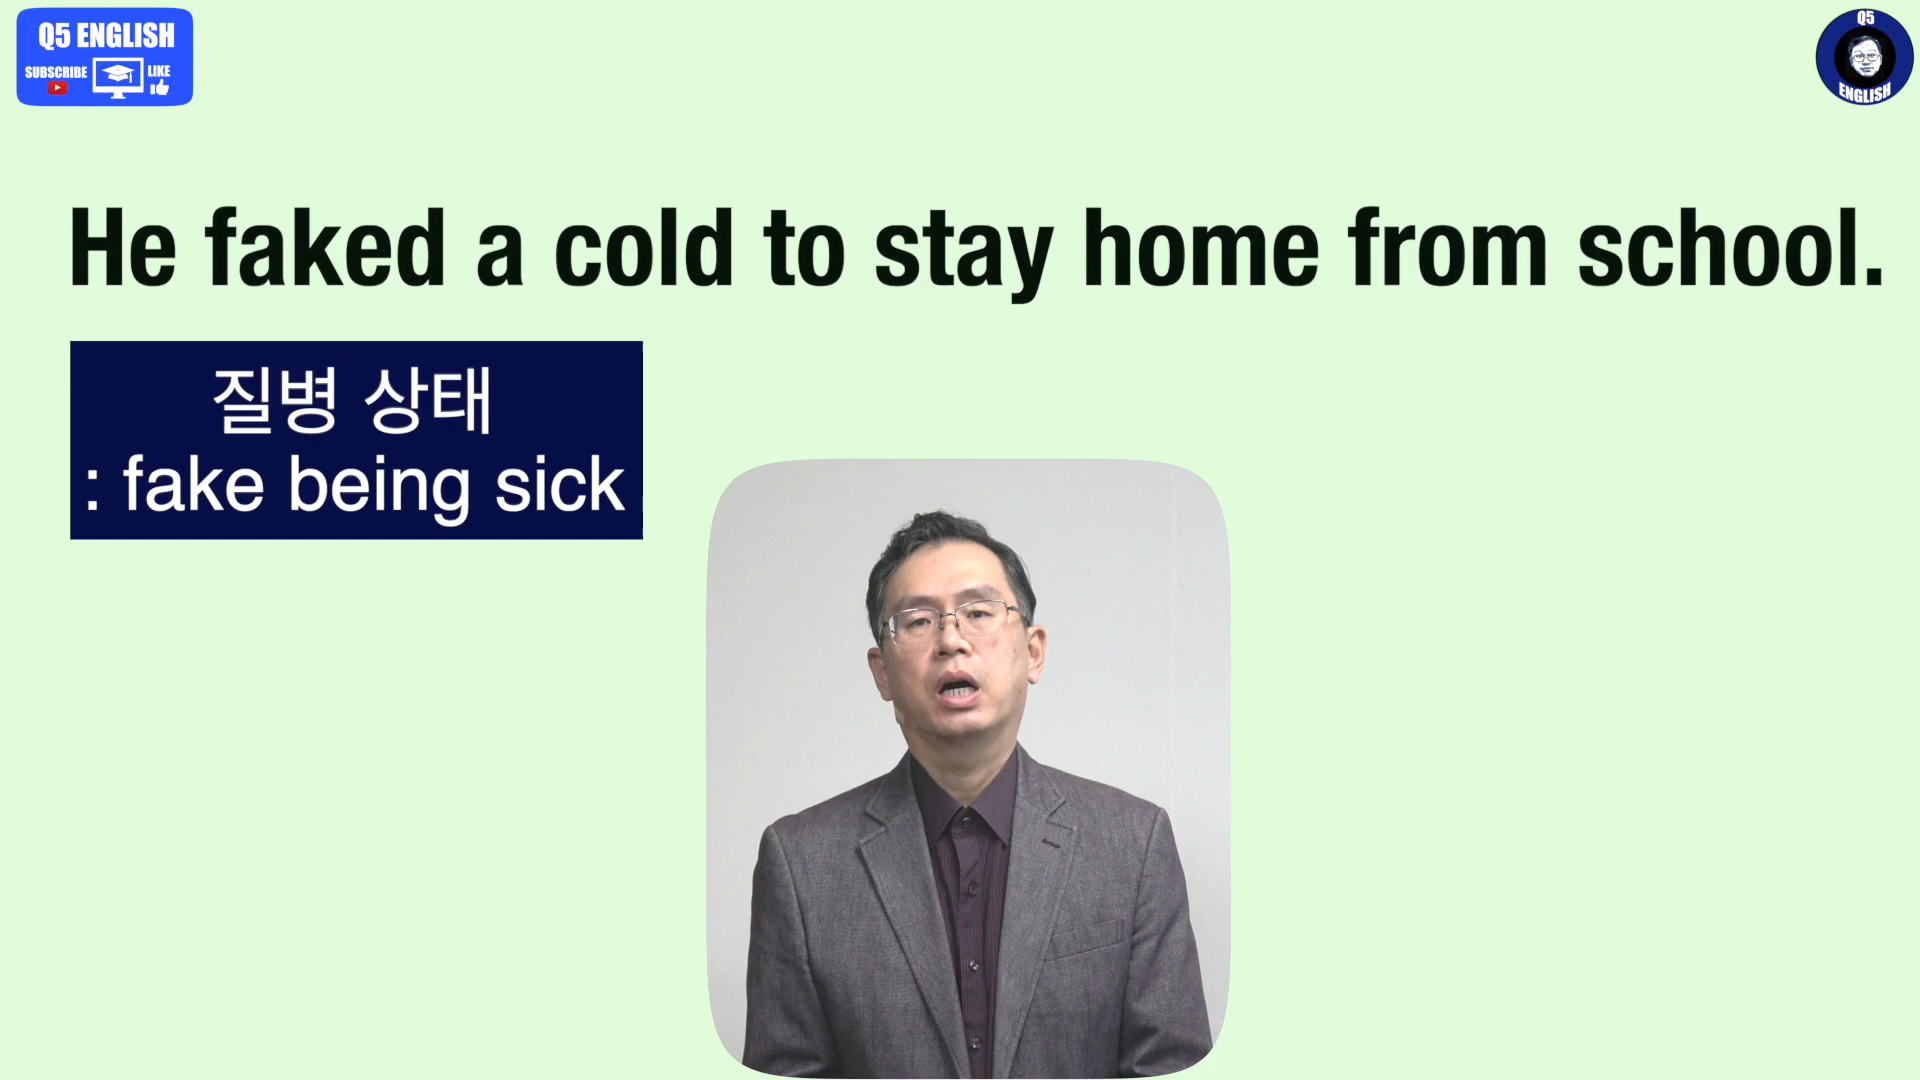 Q5 ENGLISH
SUBSCRIBE
LIKE
Q5
ENGLISH
He faked a cold to stay home from school.
질병 상태
: fake being sick